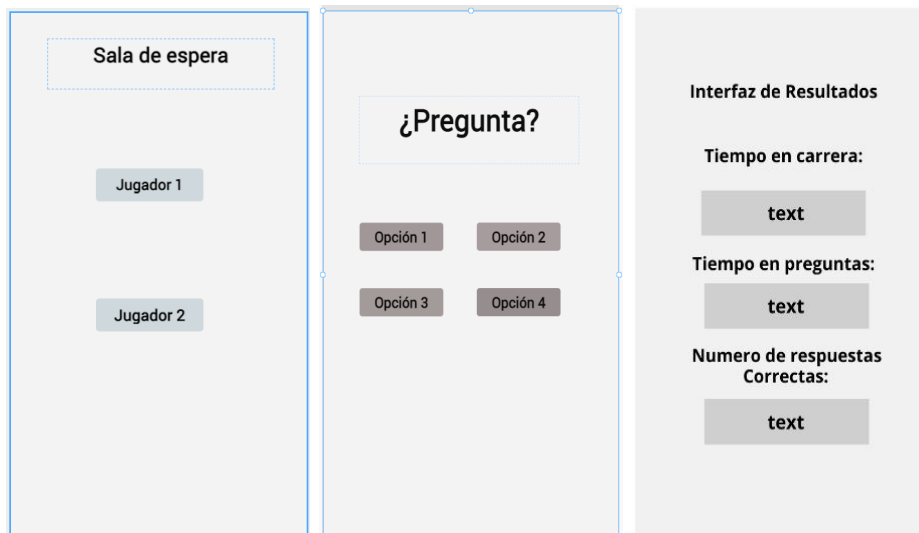 Sala de espera
Jugador 1
Jugador 2
¿Pregunta?
Opción 1
Opción 2
Opción 3
Opción 4
Interfaz de Resultados
Tiempo en carrera:
text
Tiempo en preguntas:
text
Numero de respuestas
Correctas:
text